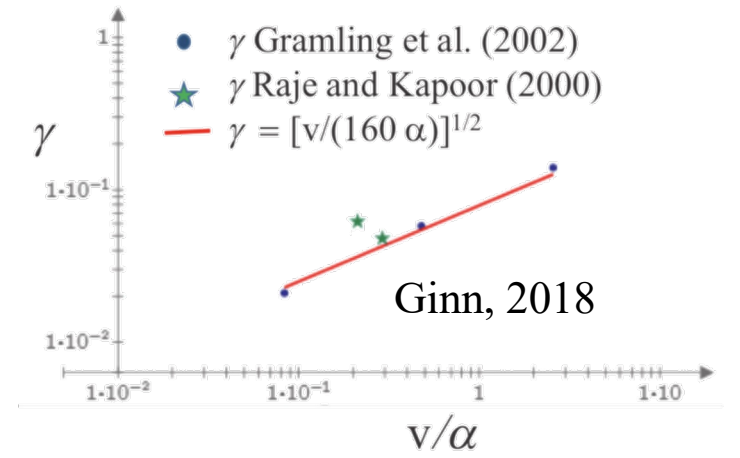 1
γ Gramling et al. (2002)
γ Raje and Kapoor (2000)
γ = [v/(160 α)]^{1/2}
γ
1·10⁻¹
Ginn, 2018
1·10⁻²
1·10⁻² 1·10⁻¹ 1 1·10
v/α